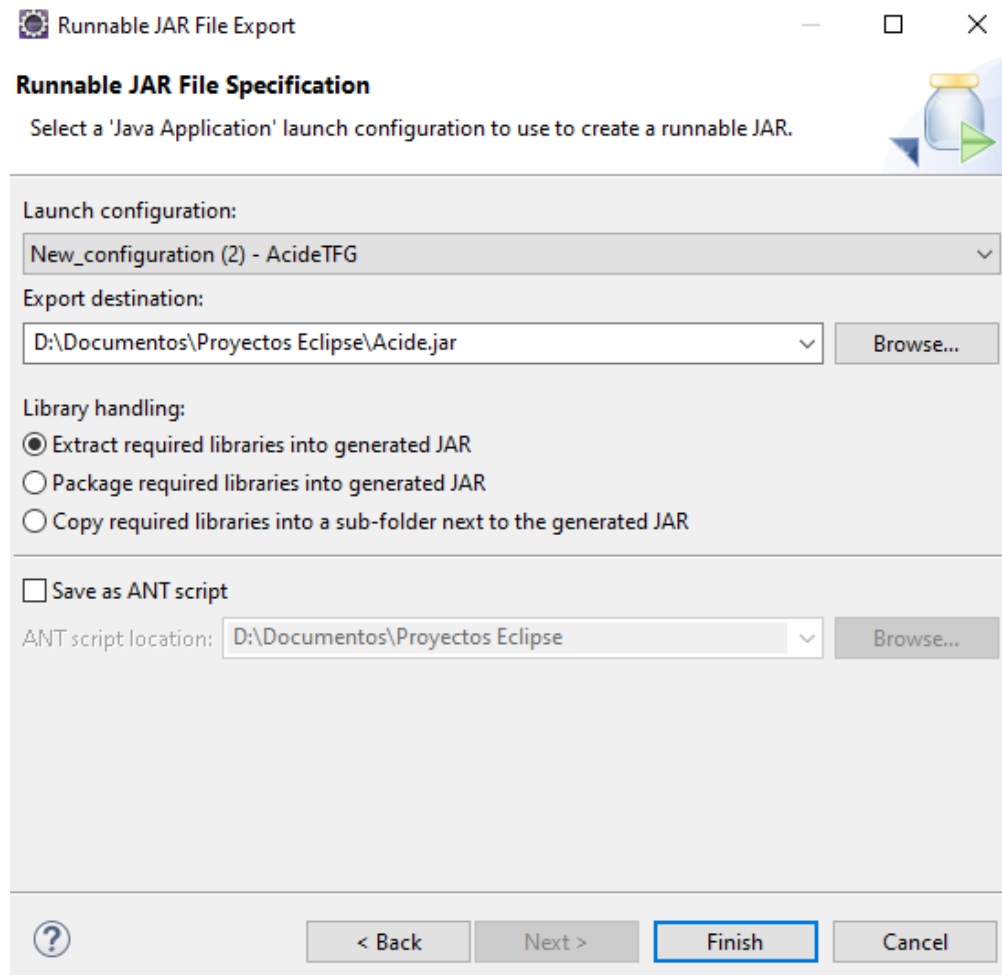 Runnable JAR File Export
Runnable JAR File Specification
Select a 'Java Application' launch configuration to use to create a runnable JAR.
Launch configuration:
New_configuration (2) - AcideTFG
Export destination:
D:\Documentos\Proyectos Eclipse\Acide.jar
Browse...
Library handling:
Extract required libraries into generated JAR
Package required libraries into generated JAR
Copy required libraries into a sub-folder next to the generated JAR
Save as ANT script
ANT script location: D:\Documentos\Proyectos Eclipse Browse...
? < Back Next > Finish Cancel